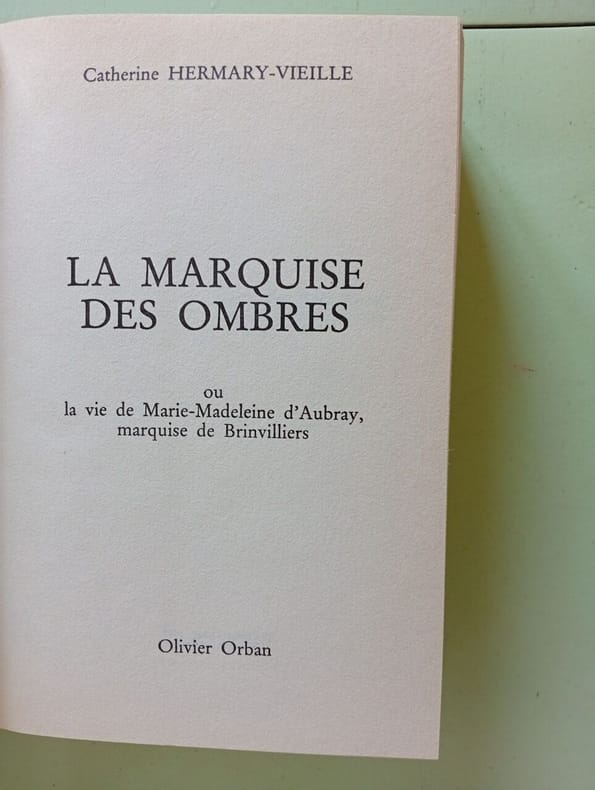 Catherine HERMARY-VIEILLE
LA MARQUISE
DES OMBRES
ou
la vie de Marie-Madeleine d'Aubray,
marquise de Brinvilliers
Olivier Orban